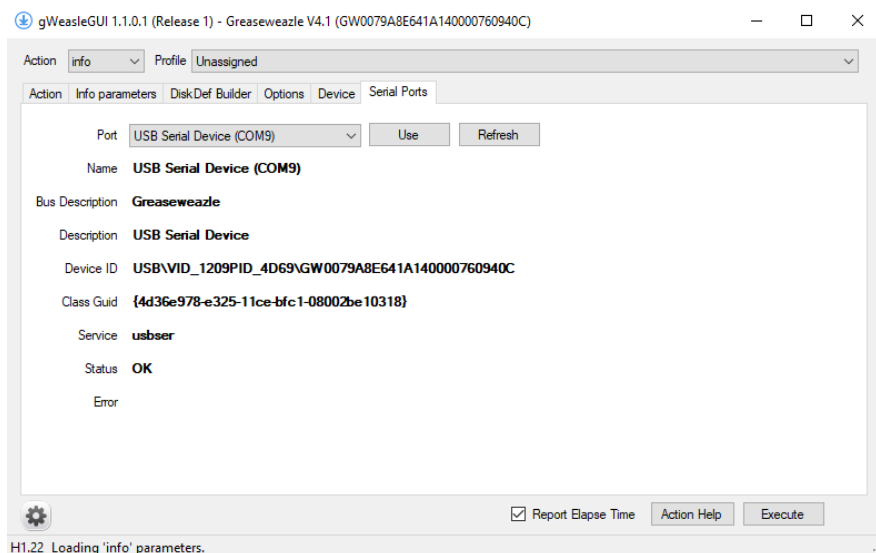 gWeasleGUI 1.1.0.1 (Release 1) - Greaseweazle V4.1 (GW0079A8E641A140000760940C)
Action info Profile Unassigned
Action Info parameters DiskDef Builder Options Device Serial Ports
Port USB Serial Device (COM9) Use Refresh
Name USB Serial Device (COM9)
Bus Description Greaseweazle
Description USB Serial Device
Device ID USB\VID_1209PID_4D69\GW0079A8E641A140000760940C
Class Guid {4d36e978-e325-11ce-bfc1-08002be10318}
Service usbser
Status OK
Error
Report Elapse Time Action Help Execute
H1.22 Loading 'info' parameters.